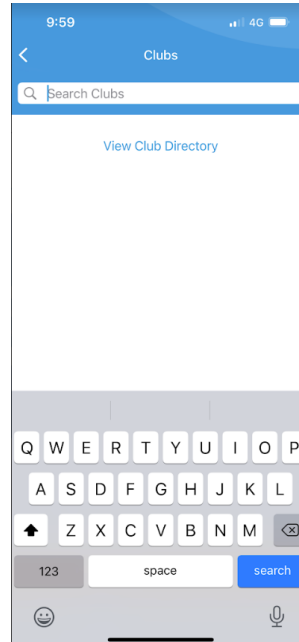 9:59 4G
Clubs
Search Clubs
View Club Directory
Q W E R T Y U I O P
A S D F G H J K L
Z X C V B N M
123 space search